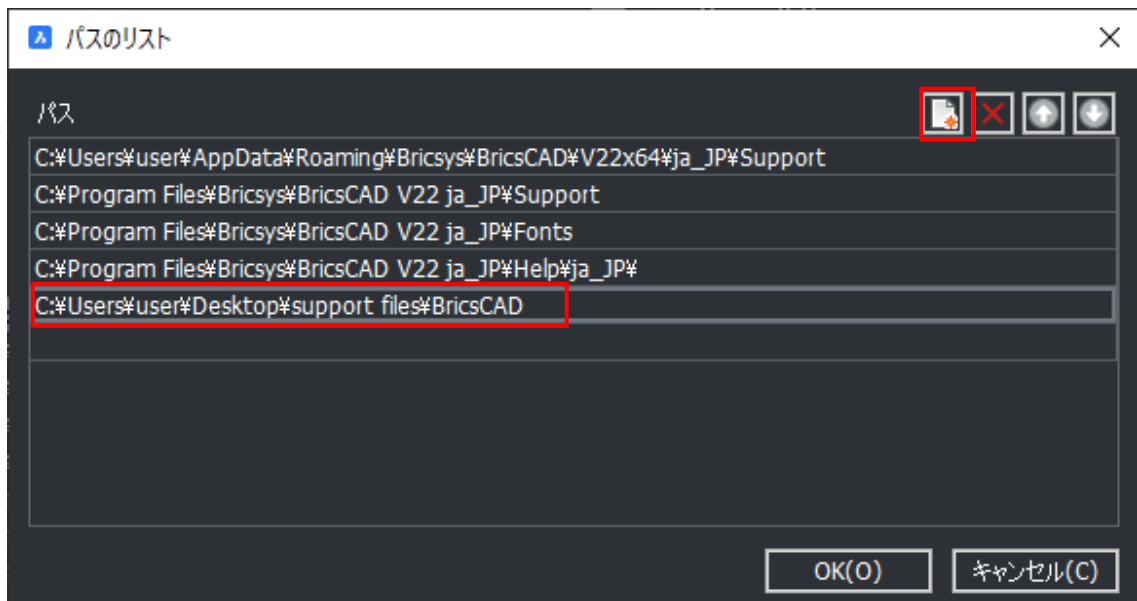 パスのリスト
パス
C:¥Users¥user¥AppData¥Roaming¥Bricsys¥BricsCAD¥V22x64¥ja_JP¥Support
C:¥Program Files¥Bricsys¥BricsCAD V22 ja_JP¥Support
C:¥Program Files¥Bricsys¥BricsCAD V22 ja_JP¥Fonts
C:¥Program Files¥Bricsys¥BricsCAD V22 ja_JP¥Help¥ja_JP¥
C:¥Users¥user¥Desktop¥support files¥BricsCAD
OK(O) キャンセル(C)